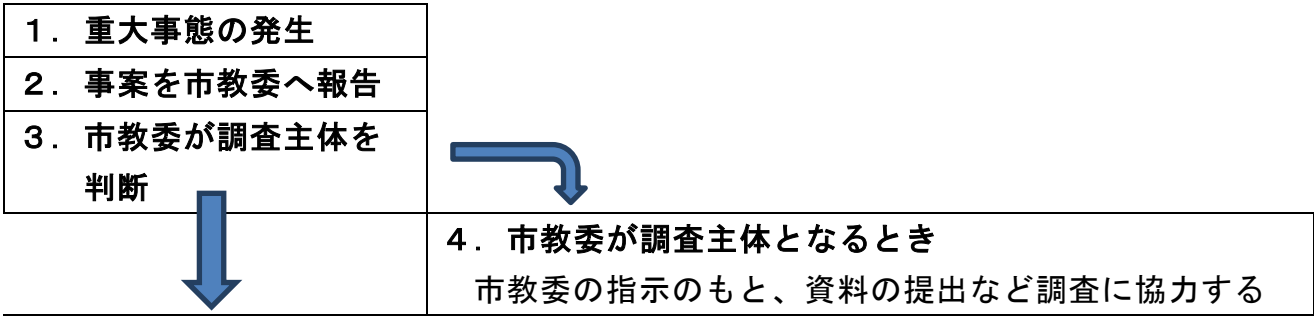 １．重大事態の発生
２．事案を市教委へ報告
３．市教委が調査主体を
判断
４．市教委が調査主体となるとき
市教委の指示のもと、資料の提出など調査に協力する